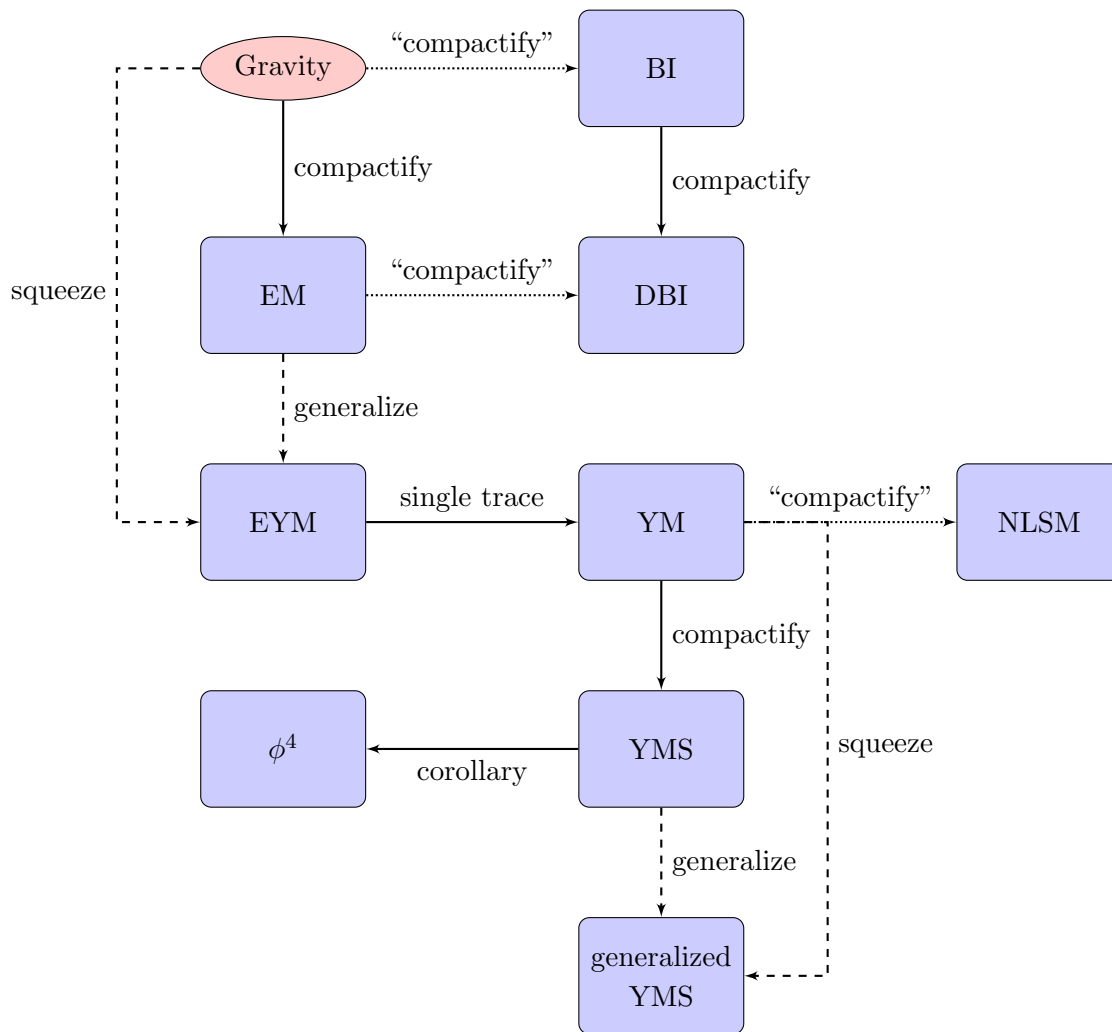 Gravity
“compactify”
BI
compactify
compactify
squeeze
EM
“compactify”
DBI
generalize
EYM
single trace
YM
“compactify”
NLSM
compactify
ϕ⁴
corollary
YMS
squeeze
generalize
generalized
YMS